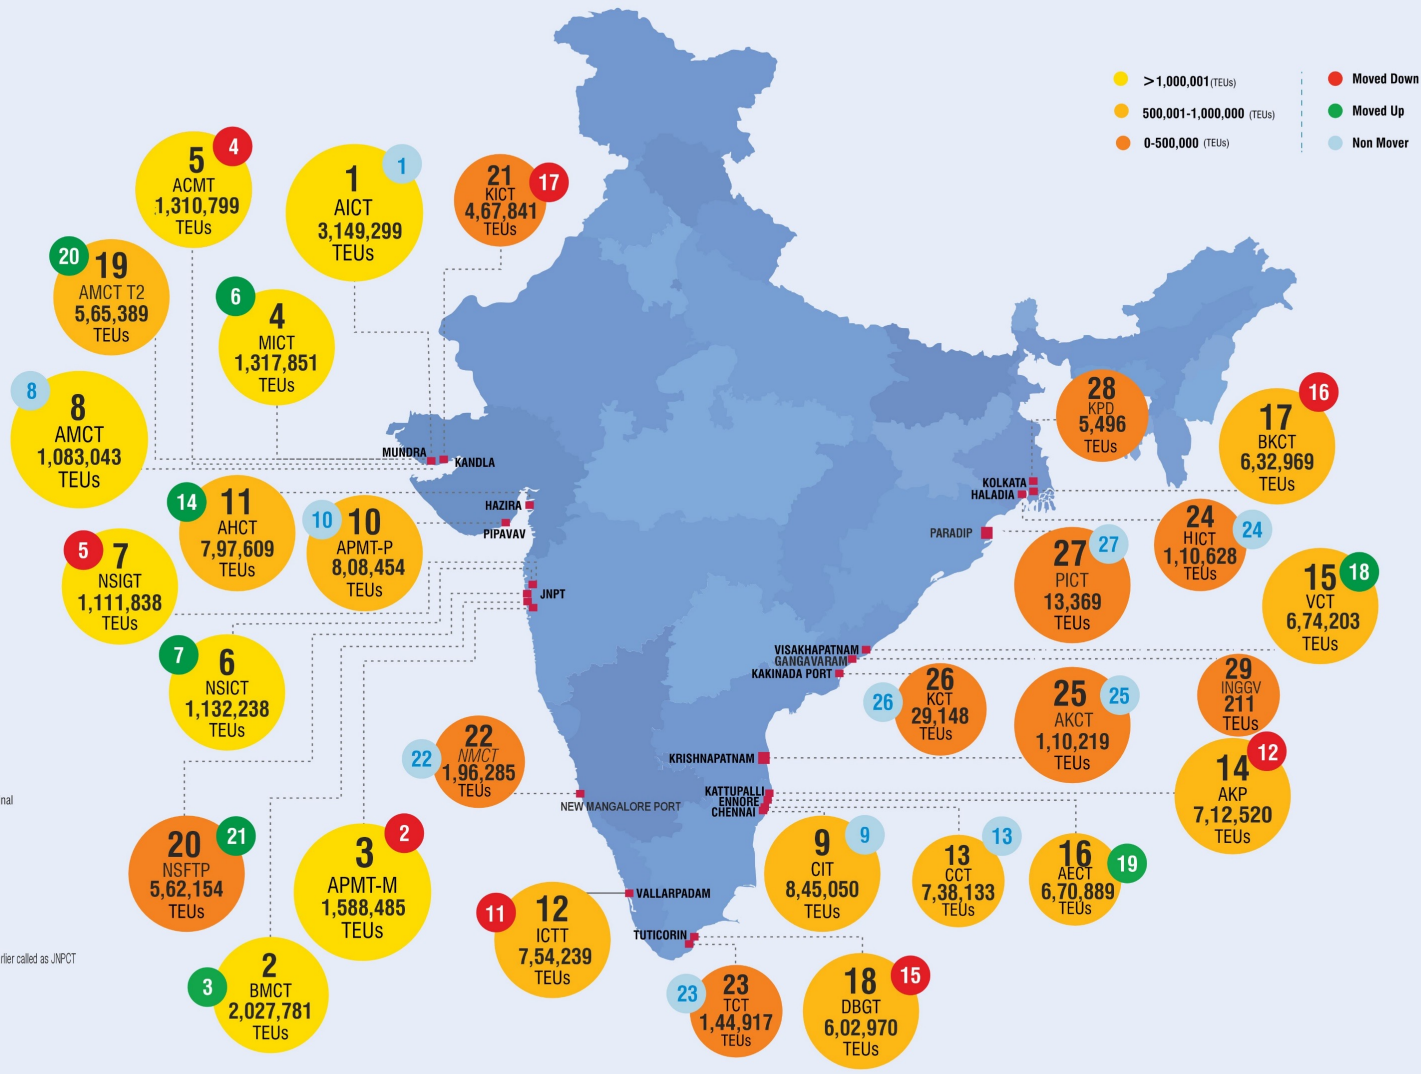 >1,000,001 (TEUs)
500,001-1,000,000 (TEUs)
0-500,000 (TEUs)
Moved Down
Moved Up
Non Mover
5
4
ACMT
1,310,799
TEUs
1
1
AICT
3,149,299
TEUs
21
17
KICT
4,67,841
TEUs
20
19
AMCT T2
5,65,389
TEUs
6
4
MICT
1,317,851
TEUs
8
8
AMCT
1,083,043
TEUs
14
11
AHCT
7,97,609
TEUs
10
10
APMT-P
8,08,454
TEUs
5
7
NSIGT
1,111,838
TEUs
7
6
NSICT
1,132,238
TEUs
22
22
NMCT
1,96,285
TEUs
20
21
NSFTP
5,62,154
TEUs
3
2
APMT-M
1,588,485
TEUs
3
2
BMCT
2,027,781
TEUs
11
12
ICTT
7,54,239
TEUs
23
23
TCT
1,44,917
TEUs
18
15
DBGT
6,02,970
TEUs
9
9
CIT
8,45,050
TEUs
13
13
CCT
7,38,133
TEUs
16
19
AECT
6,70,889
TEUs
14
12
AKP
7,12,520
TEUs
29
INGGV
211
TEUs
25
25
AKCT
1,10,219
TEUs
26
26
KCT
29,148
TEUs
15
18
VCT
6,74,203
TEUs
27
27
PICT
13,369
TEUs
24
24
HICT
1,10,628
TEUs
17
16
BKCT
6,32,969
TEUs
28
KPD
5,496
TEUs
MUNDRA
KANDLA
HAZIRA
PIPAVAV
JNPT
KOLKATA
HALADIA
PARADIP
VISAKHAPATNAM
GANGAVARAM
KAKINADA PORT
KRISHNAPATNAM
KATTUPALLI
ENNORE
CHENNAI
NEW MANGALORE PORT
VALLARPADAM
TUTICORIN
nal
rlier called as JNPCT